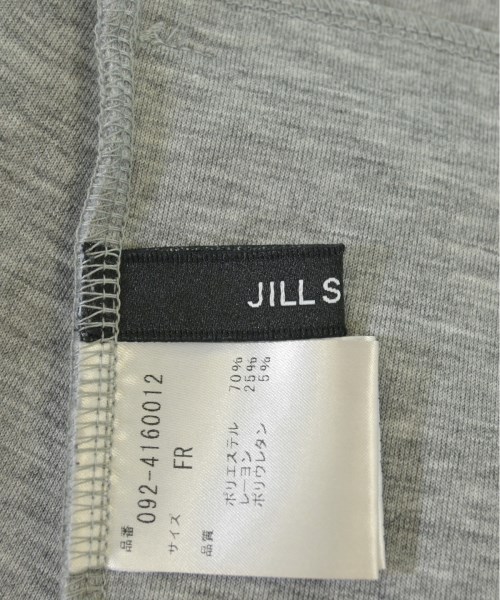 JILL S
品番 092-4160012
サイズ FR
品質 ポリエステル 70%
レーヨン 25%
ポリウレタン 5%